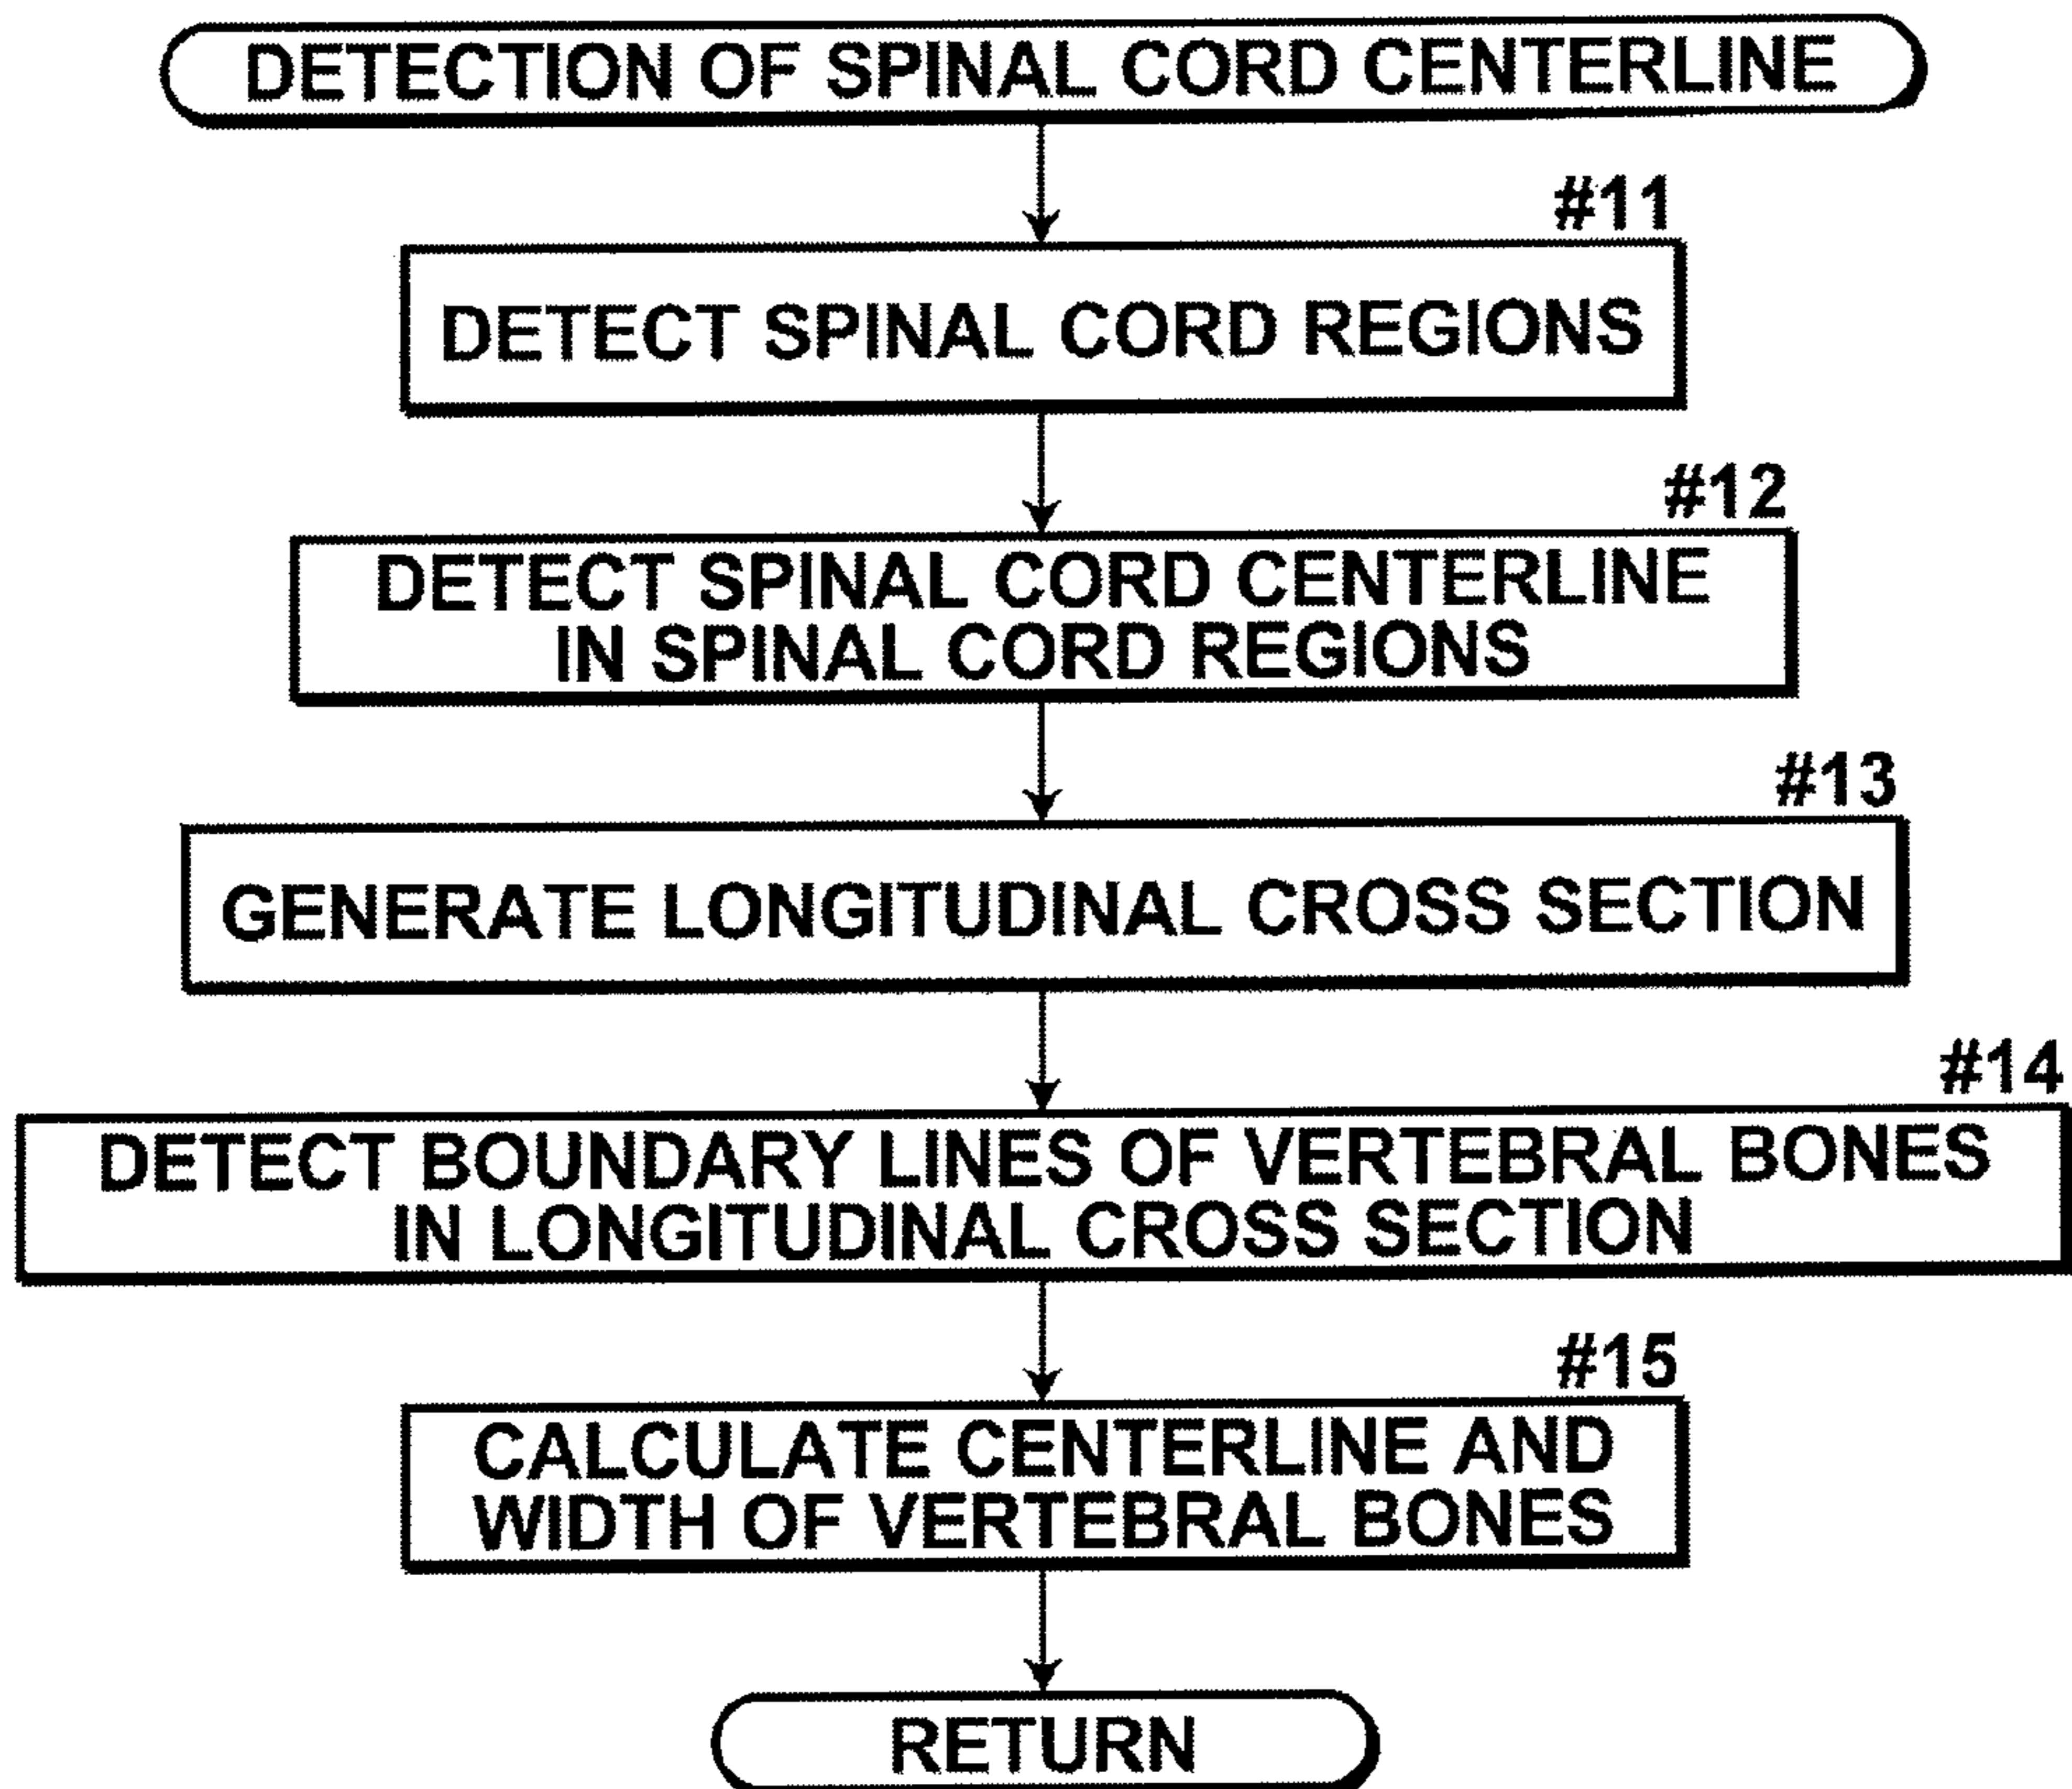 DETECTION OF SPINAL CORD CENTERLINE
#11
DETECT SPINAL CORD REGIONS
#12
DETECT SPINAL CORD CENTERLINE
IN SPINAL CORD REGIONS
#13
GENERATE LONGITUDINAL CROSS SECTION
#14
DETECT BOUNDARY LINES OF VERTEBRAL BONES
IN LONGITUDINAL CROSS SECTION
#15
CALCULATE CENTERLINE AND
WIDTH OF VERTEBRAL BONES
RETURN